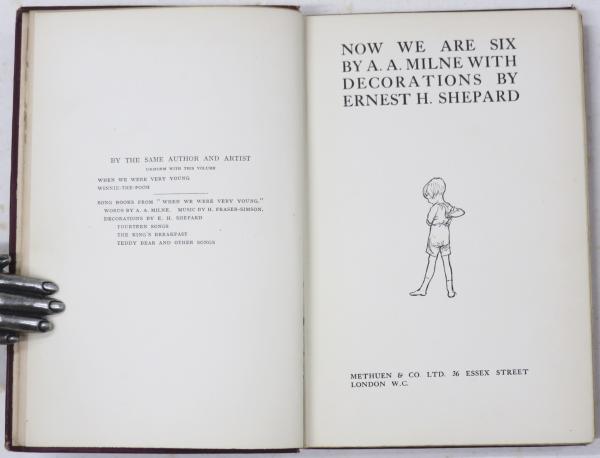 BY THE SAME AUTHOR AND ARTIST
UNIFORM WITH THIS VOLUME
WHEN WE WERE VERY YOUNG
WINNIE-THE-POOH
SONG BOOKS FROM "WHEN WE WERE VERY YOUNG."
WORDS BY A. A. MILNE. MUSIC BY H. FRASER-SIMSON.
DECORATIONS BY E. H. SHEPARD
FOURTEEN SONGS
THE KING'S BREAKFAST
TEDDY BEAR AND OTHER SONGS
NOW WE ARE SIX
BY A. A. MILNE WITH
DECORATIONS BY
ERNEST H. SHEPARD
METHUEN & CO. LTD. 36 ESSEX STREET
LONDON W.C.